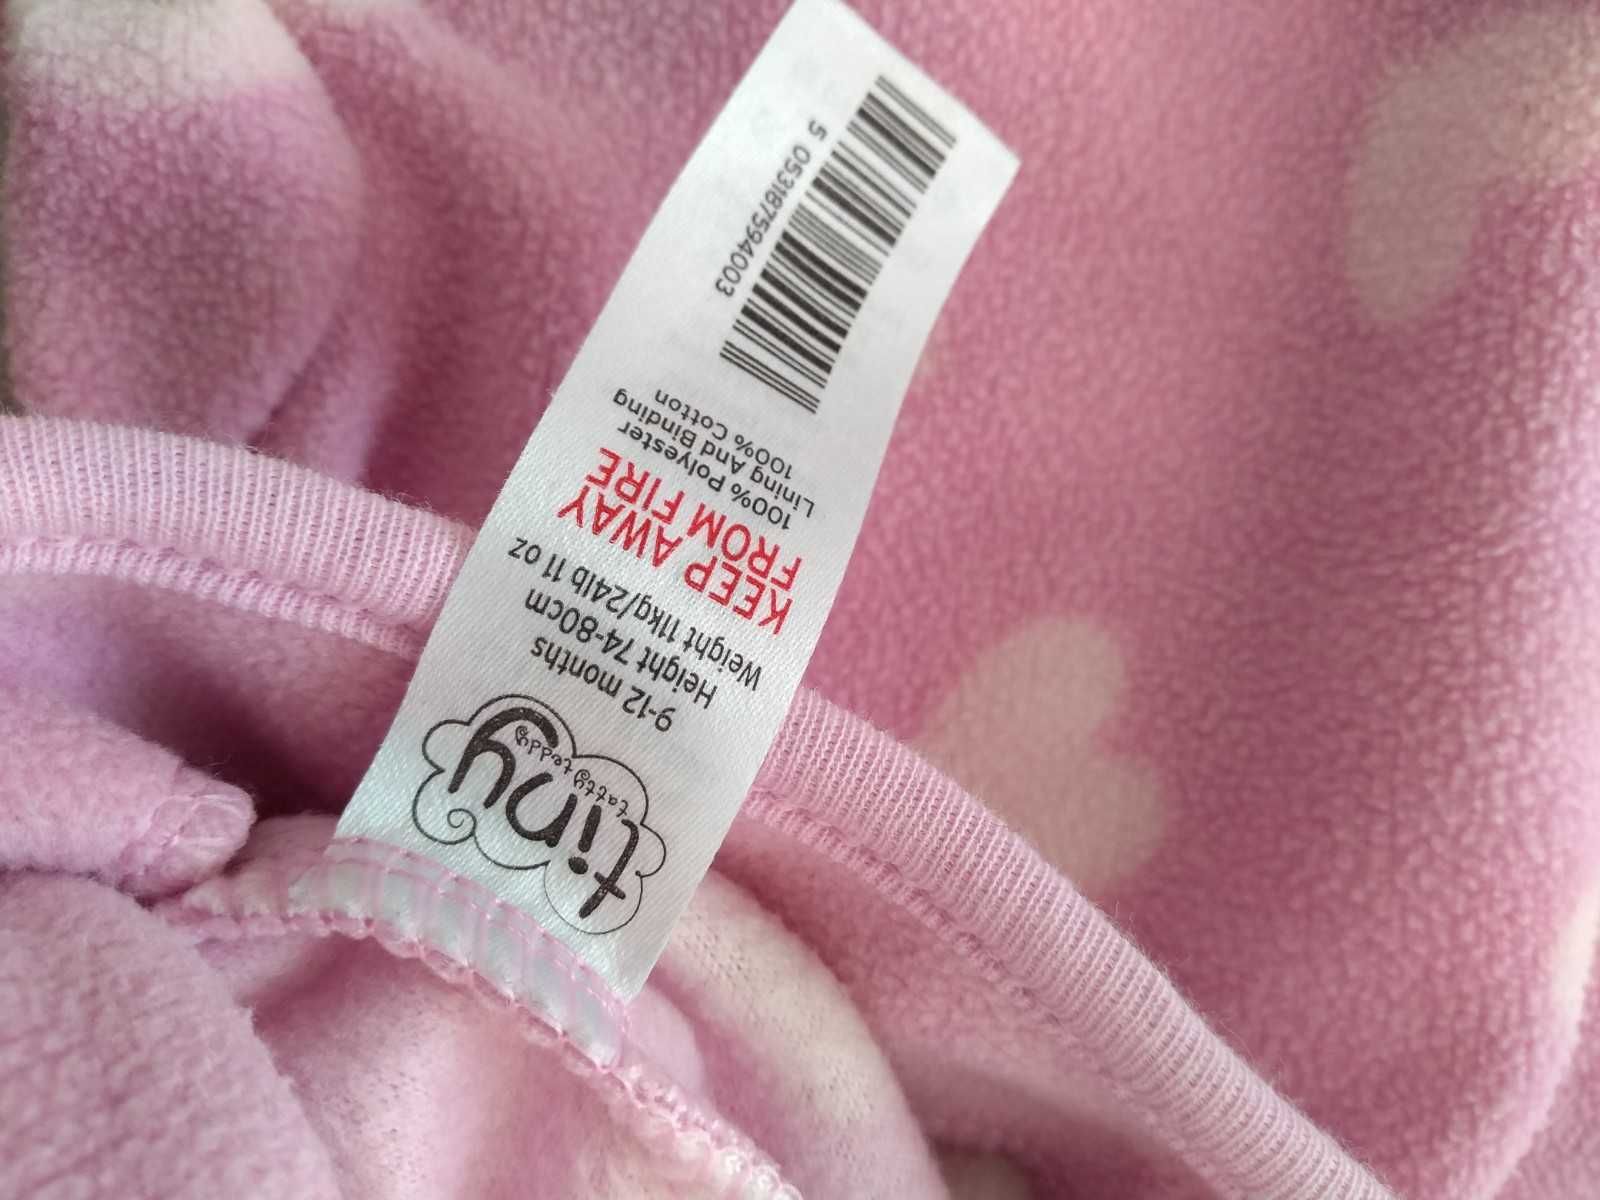 tiny
tatty teddy
9-12 months
Height 74-80cm
Weight 11kg/24lb 11 oz
KEEP AWAY
FROM FIRE
100% Polyester
Lining And Binding
100% Cotton
5 053187594003